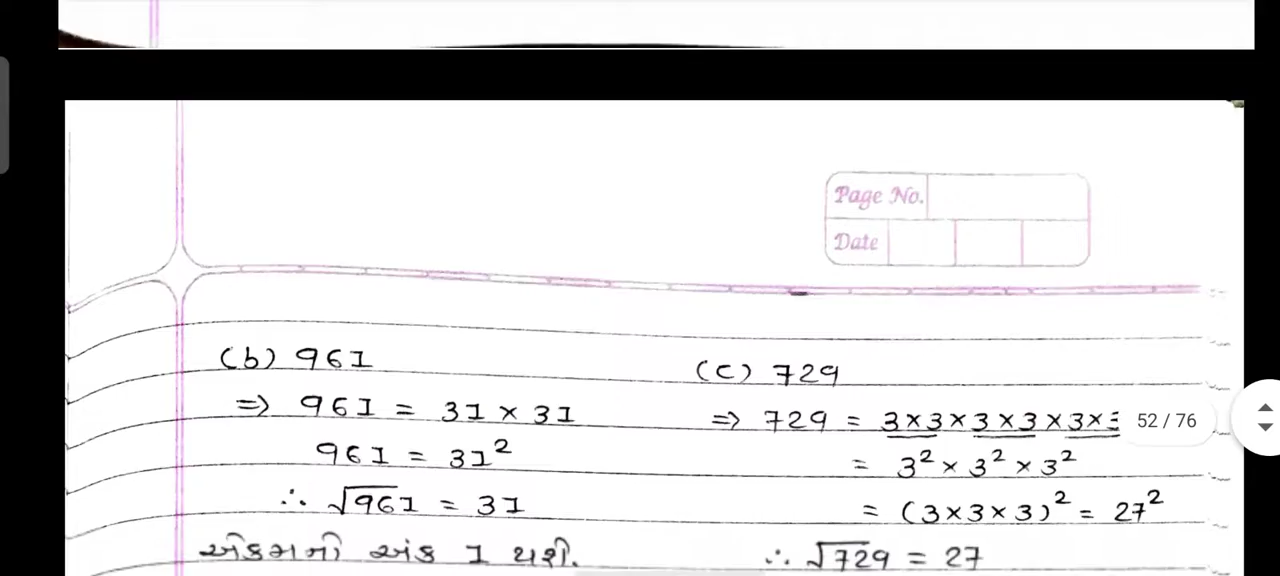 Page No.
Date
(b) 961
⇒ 961 = 31 × 31
961 = 31²
∴ √961 = 31
એકમનો અંક 1 થશે.
(c) 729
⇒ 729 = 3×3×3×3×3×3
= 3² × 3² × 3²
= (3×3×3)² = 27²
∴ √729 = 27
52 / 76